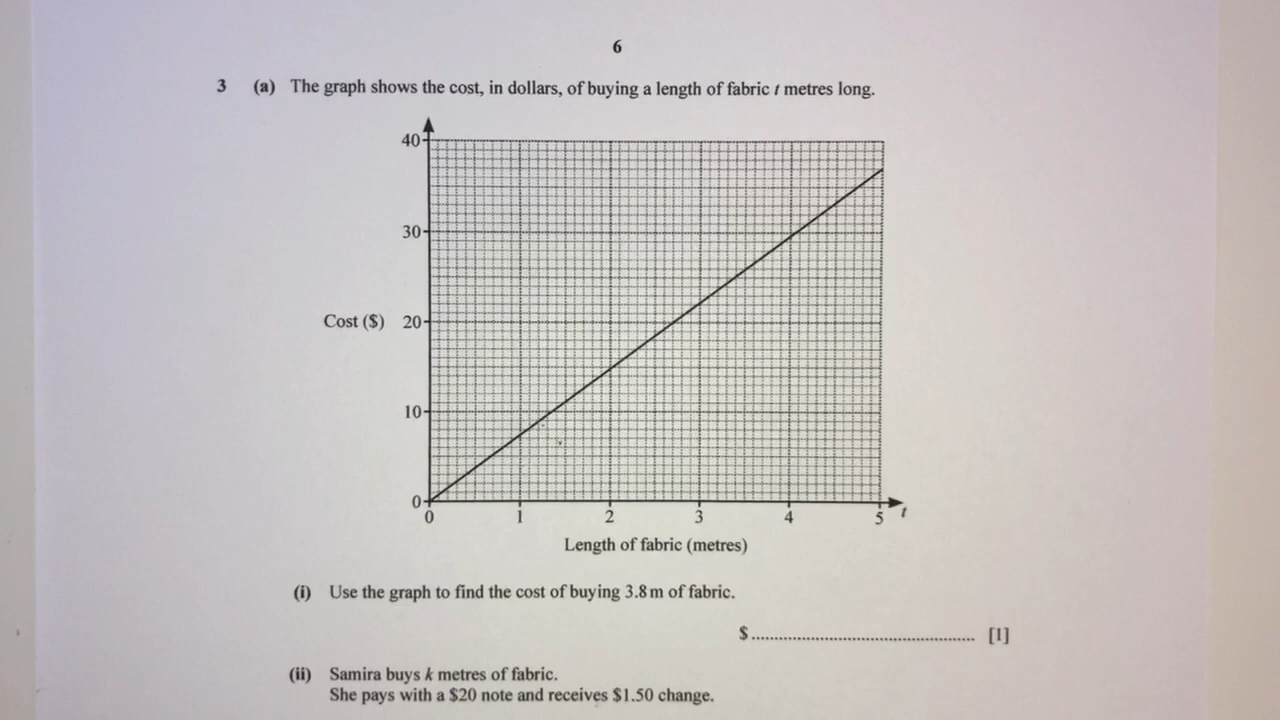 6
3 (a) The graph shows the cost, in dollars, of buying a length of fabric t metres long.
40
30
Cost ($) 20
10
0
0 1 2 3 4 5 t
Length of fabric (metres)
(i) Use the graph to find the cost of buying 3.8 m of fabric.
$ ................................................ [1]
(ii) Samira buys k metres of fabric.
She pays with a $20 note and receives $1.50 change.